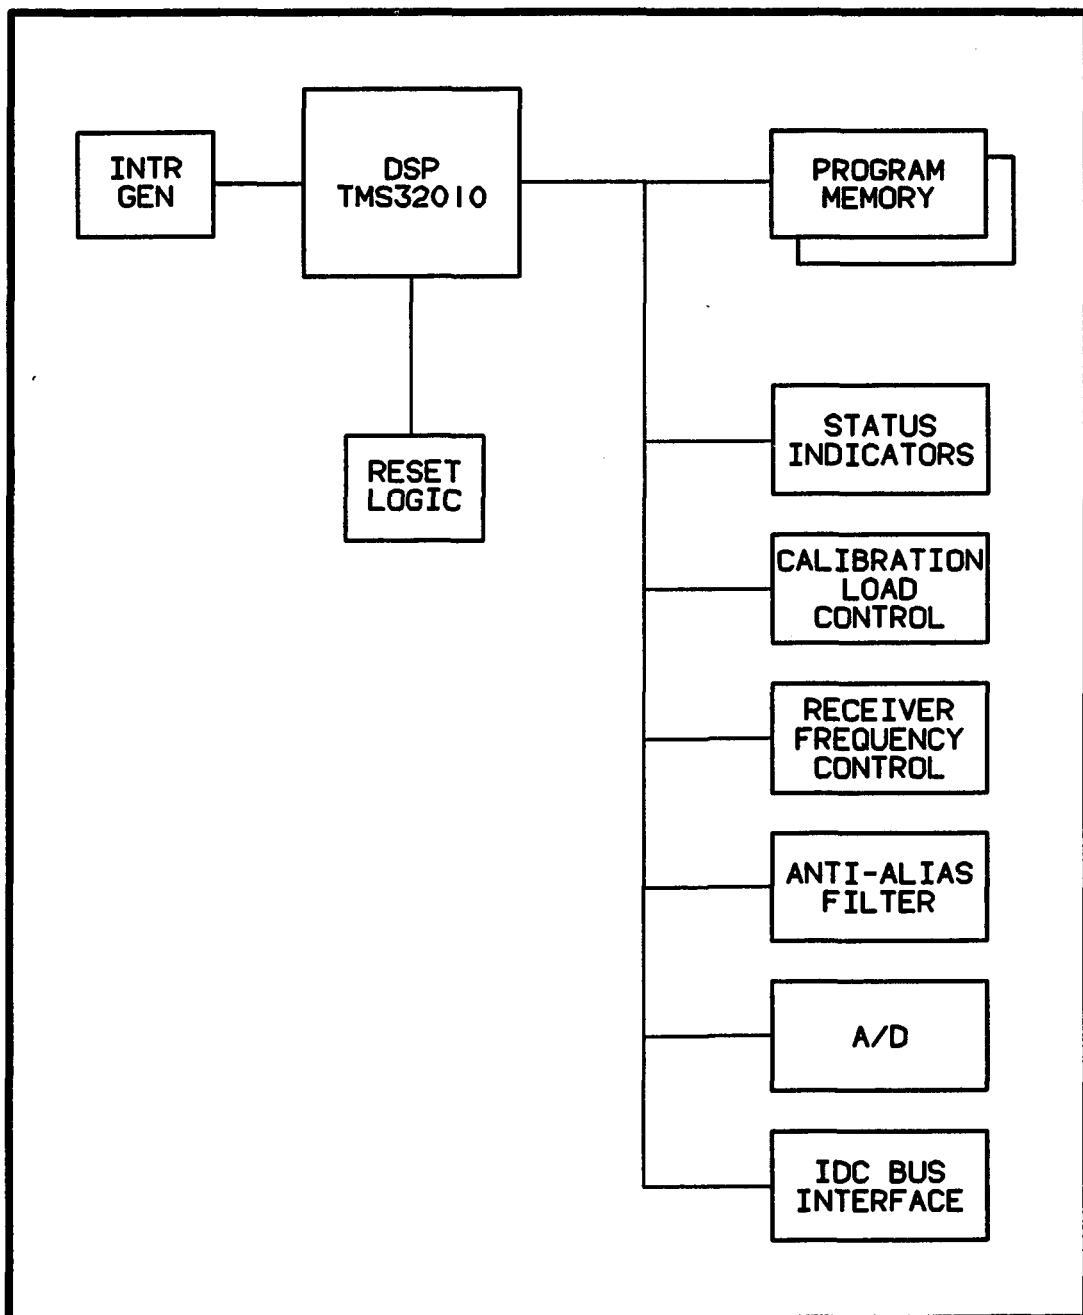 INTR
GEN
DSP
TMS32010
PROGRAM
MEMORY
RESET
LOGIC
STATUS
INDICATORS
CALIBRATION
LOAD
CONTROL
RECEIVER
FREQUENCY
CONTROL
ANTI-ALIAS
FILTER
A/D
IDC BUS
INTERFACE